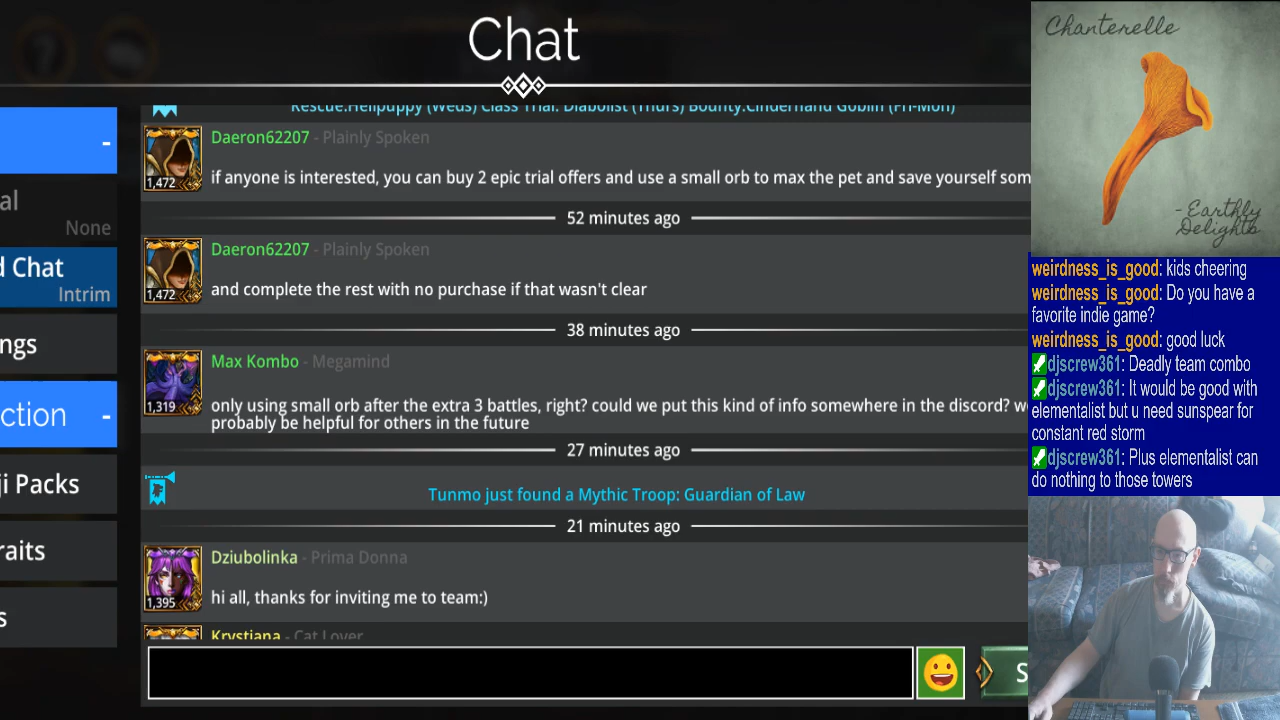 Chat
Rescue:Hellpuppy (Weds) Class Trial: Diabolist (Thurs) Bounty:Cinderhand Goblin (Fri-Mon)
-
al
None
d Chat
Intrim
ngs
ction -
ji Packs
raits
s
Daeron62207 - Plainly Spoken
1,472
if anyone is interested, you can buy 2 epic trial offers and use a small orb to max the pet and save yourself som
52 minutes ago
Daeron62207 - Plainly Spoken
1,472
and complete the rest with no purchase if that wasn't clear
38 minutes ago
Max Kombo - Megamind
1,319
only using small orb after the extra 3 battles, right? could we put this kind of info somewhere in the discord? w
probably be helpful for others in the future
27 minutes ago
Tunmo just found a Mythic Troop: Guardian of Law
21 minutes ago
Dziubolinka - Prima Donna
1,395
hi all, thanks for inviting me to team:)
Krystiana - Cat Lover
S
Chanterelle
- Earthly
Delights
weirdness_is_good: kids cheering
weirdness_is_good: Do you have a
favorite indie game?
weirdness_is_good: good luck
djscrew361: Deadly team combo
djscrew361: It would be good with
elementalist but u need sunspear for
constant red storm
djscrew361: Plus elementalist can
do nothing to those towers